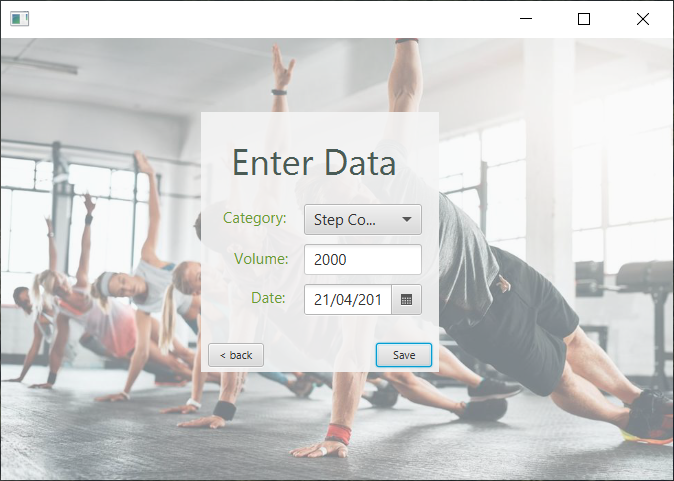 Enter Data
Category: Step Co...
Volume: 2000
Date: 21/04/201
< back Save